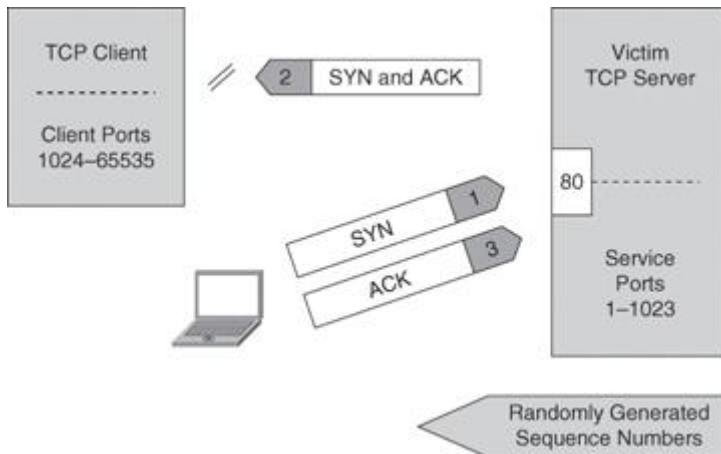 TCP Client
Client Ports
1024–65535
2
SYN and ACK
Victim
TCP Server
80
Service
Ports
1–1023
1
SYN
3
ACK
Randomly Generated
Sequence Numbers